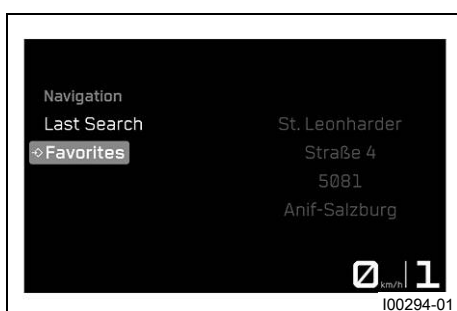 Navigation
Last Search
Favorites
St. Leonharder
Straße 4
5081
Anif-Salzburg
0 km/h 1
I00294-01